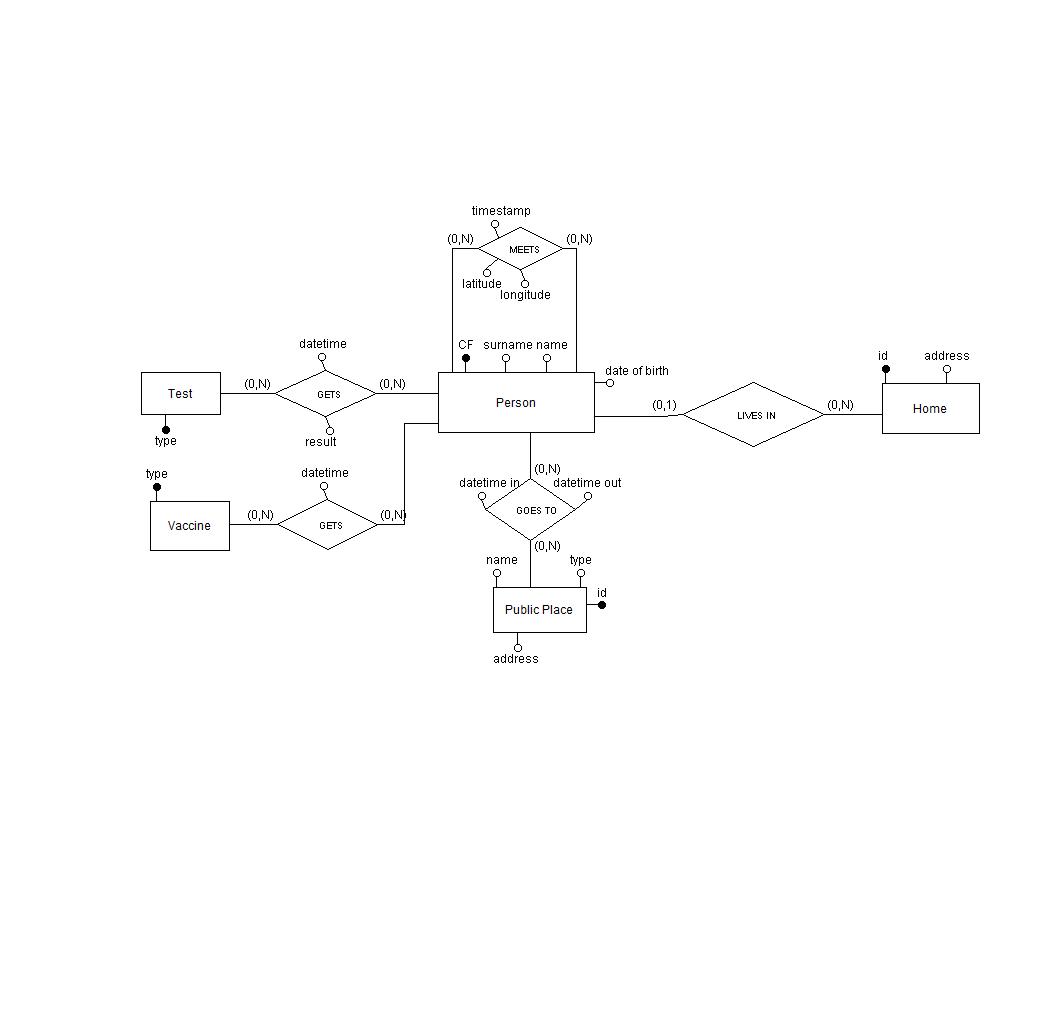 timestamp
(0,N) MEETS (0,N)
latitude
longitude
datetime
CF surname name
id address
date of birth
Test (0,N) GETS (0,N)
Person
(0,1) LIVES IN (0,N) Home
type
result
type
datetime
(0,N)
datetime in datetime out
Vaccine (0,N) GETS (0,N)
GOES TO
(0,N)
name type
id
Public Place
address